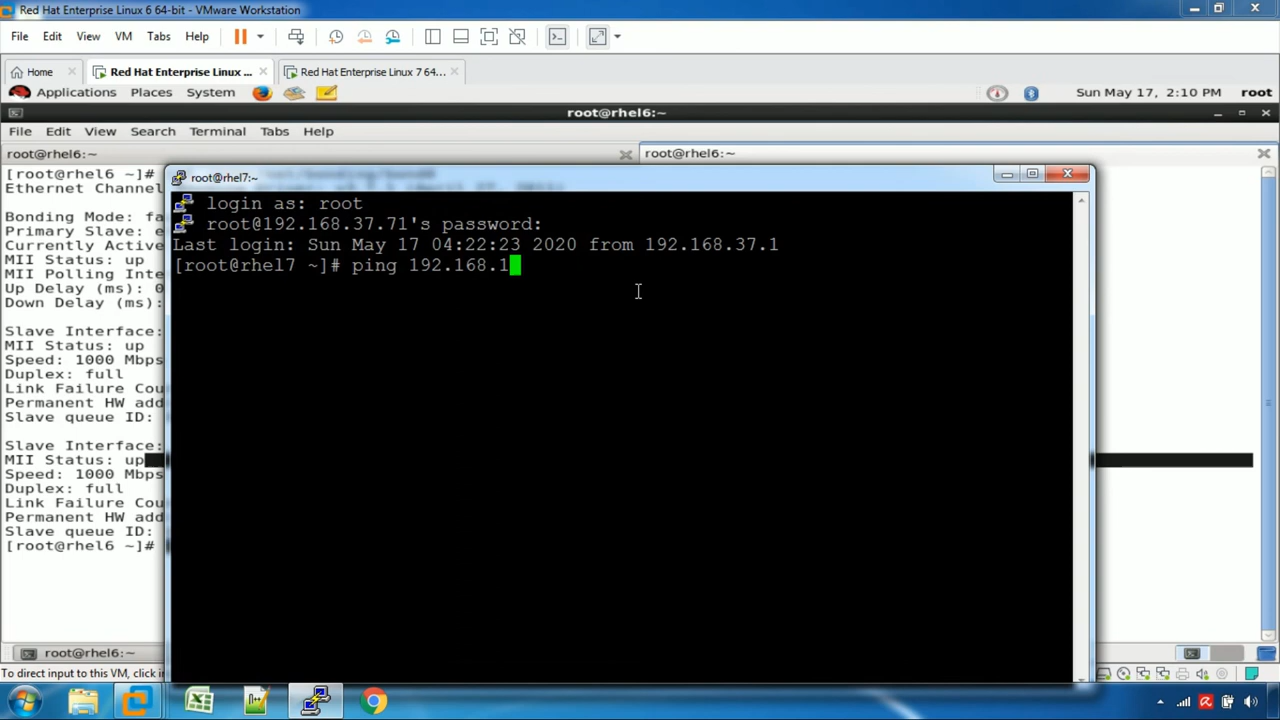 Red Hat Enterprise Linux 6 64-bit - VMware Workstation
File Edit View VM Tabs Help
Home
Red Hat Enterprise Linux ...
Red Hat Enterprise Linux 7 64...
Applications Places System
Sun May 17, 2:10 PM root
root@rhel6:~
File Edit View Search Terminal Tabs Help
root@rhel6:~
root@rhel6:~
[root@rhel6 ~]#
Ethernet Channel
Bonding Mode: fa
Primary Slave: e
Currently Active
MII Status: up
MII Polling Inter
Up Delay (ms): 0
Down Delay (ms):
Slave Interface:
MII Status: up
Speed: 1000 Mbps
Duplex: full
Link Failure Cou
Permanent HW add
Slave queue ID:
Slave Interface:
MII Status: up
Speed: 1000 Mbps
Duplex: full
Link Failure Cou
Permanent HW add
Slave queue ID:
[root@rhel6 ~]#
root@rhel7:~
login as: root
root@192.168.37.71's password:
Last login: Sun May 17 04:22:23 2020 from 192.168.37.1
[root@rhel7 ~]# ping 192.168.1
root@rhel6:~
To direct input to this VM, click in